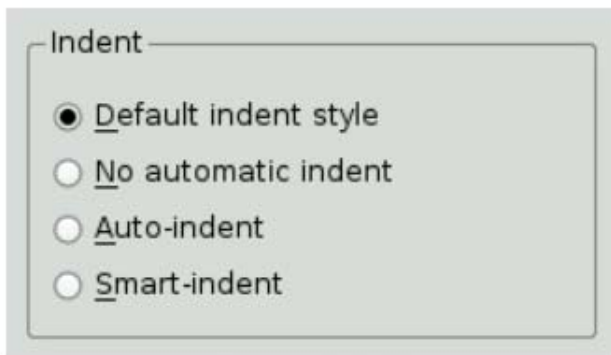 Indent
Default indent style
No automatic indent
Auto-indent
Smart-indent